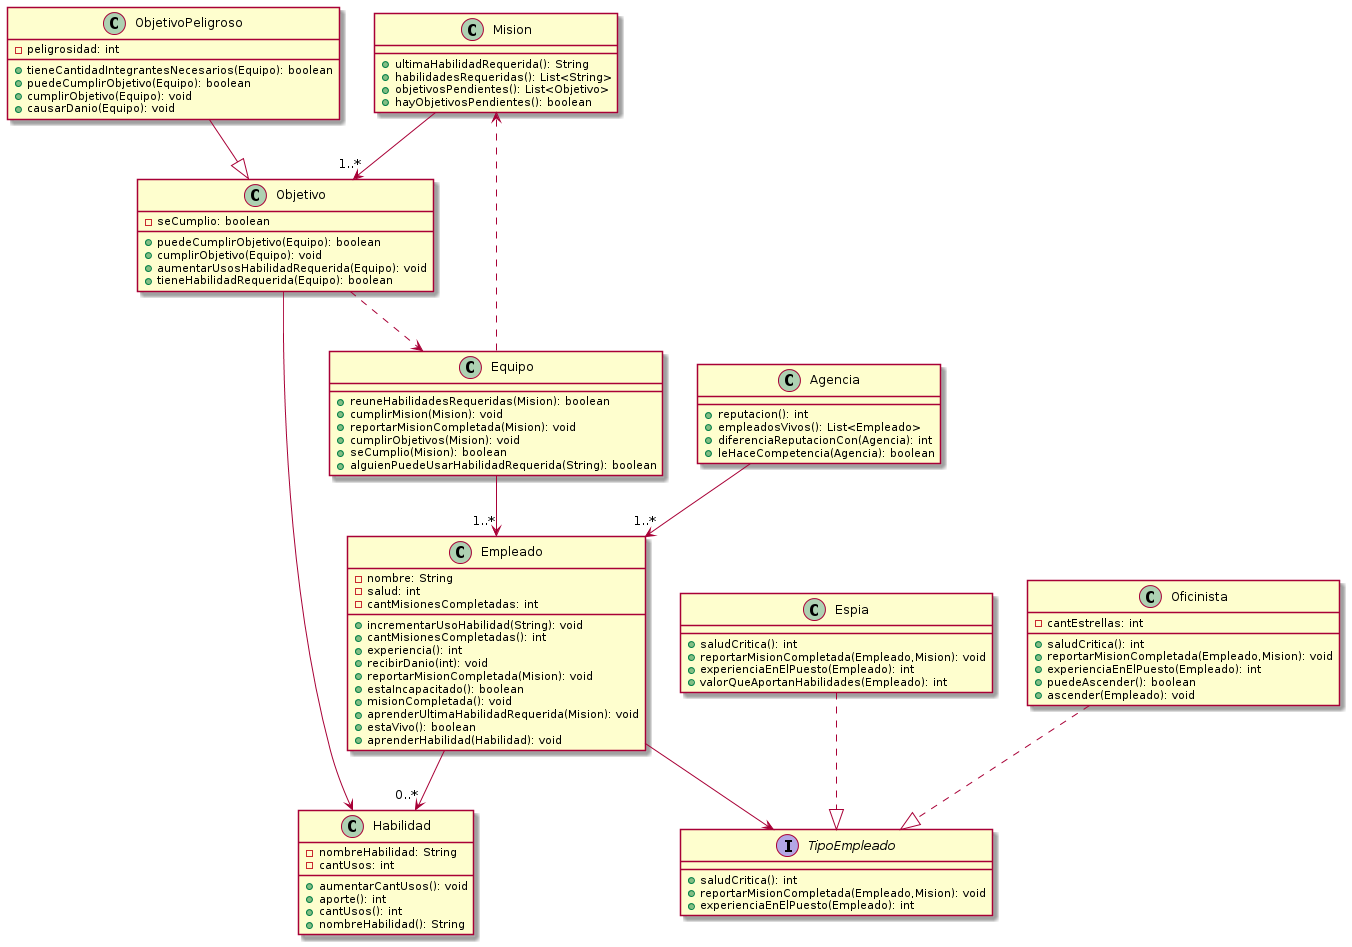 C ObjetivoPeligroso
peligrosidad: int
tieneCantidadIntegrantesNecesarios(Equipo): boolean
puedeCumplirObjetivo(Equipo): boolean
cumplirObjetivo(Equipo): void
causarDanio(Equipo): void
C Mision
ultimaHabilidadRequerida(): String
habilidadesRequeridas(): List<String>
objetivosPendientes(): List<Objetivo>
hayObjetivosPendientes(): boolean
1..*
C Objetivo
seCumplio: boolean
puedeCumplirObjetivo(Equipo): boolean
cumplirObjetivo(Equipo): void
aumentarUsosHabilidadRequerida(Equipo): void
tieneHabilidadRequerida(Equipo): boolean
C Equipo
reuneHabilidadesRequeridas(Mision): boolean
cumplirMision(Mision): void
reportarMisionCompletada(Mision): void
cumplirObjetivos(Mision): void
seCumplio(Mision): boolean
alguienPuedeUsarHabilidadRequerida(String): boolean
C Agencia
reputacion(): int
empleadosVivos(): List<Empleado>
diferenciaReputacionCon(Agencia): int
leHaceCompetencia(Agencia): boolean
1..*
1..*
C Empleado
nombre: String
salud: int
cantMisionesCompletadas: int
incrementarUsoHabilidad(String): void
cantMisionesCompletadas(): int
experiencia(): int
recibirDanio(int): void
reportarMisionCompletada(Mision): void
estaIncapacitado(): boolean
misionCompletada(): void
aprenderUltimaHabilidadRequerida(Mision): void
estaVivo(): boolean
aprenderHabilidad(Habilidad): void
C Espia
saludCritica(): int
reportarMisionCompletada(Empleado,Mision): void
experienciaEnElPuesto(Empleado): int
valorQueAportanHabilidades(Empleado): int
C Oficinista
cantEstrellas: int
saludCritica(): int
reportarMisionCompletada(Empleado,Mision): void
experienciaEnElPuesto(Empleado): int
puedeAscender(): boolean
ascender(Empleado): void
0..*
C Habilidad
nombreHabilidad: String
cantUsos: int
aumentarCantUsos(): void
aporte(): int
cantUsos(): int
nombreHabilidad(): String
I TipoEmpleado
saludCritica(): int
reportarMisionCompletada(Empleado,Mision): void
experienciaEnElPuesto(Empleado): int